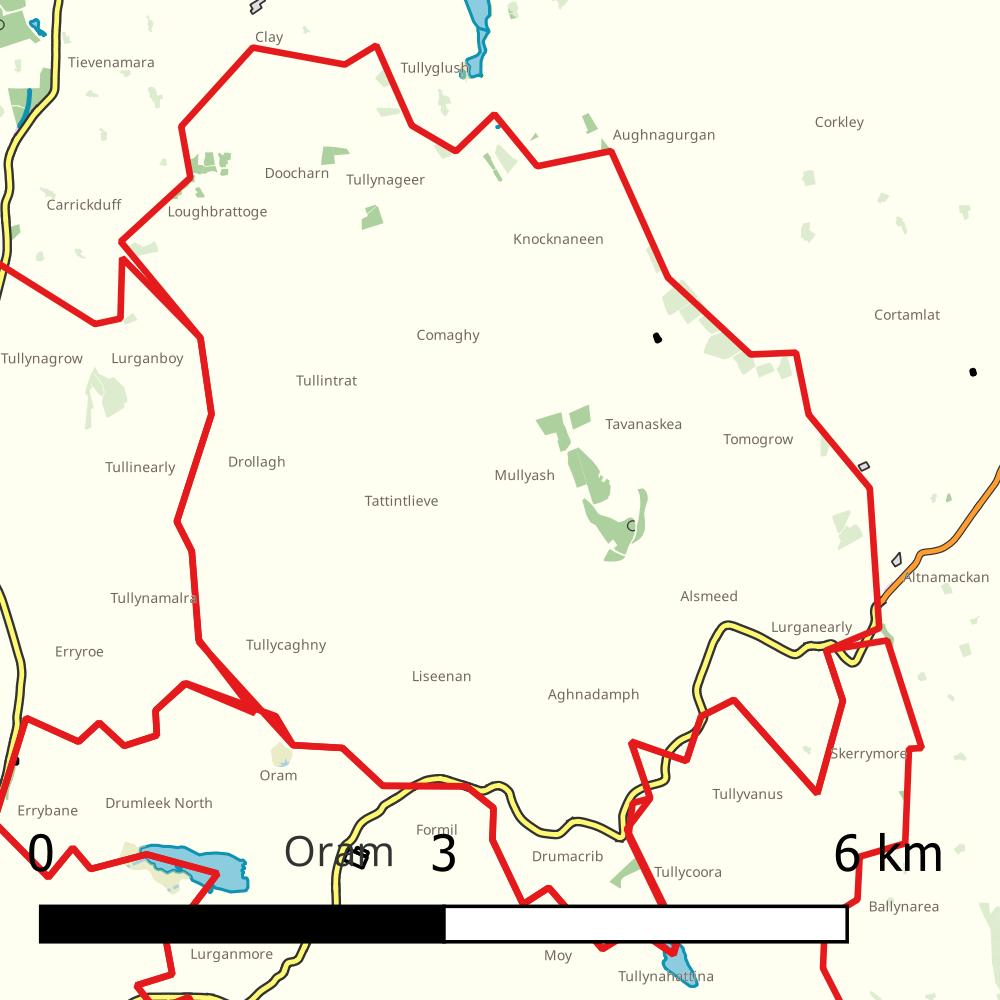 Clay
Tievenamara
Tullyglush
Corkley
Aughnagurgan
Doocharn
Tullynageer
Carrickduff
Loughbrattoge
Knocknaneen
Cortamlat
Comaghy
Tullynagrow
Lurganboy
Tullintrat
Tavanaskea
Tomogrow
Drollagh
Tullinearly
Mullyash
Tattintlieve
Altnamackan
Tullynamalra
Alsmeed
Lurganearly
Tullycaghny
Erryroe
Liseenan
Aghnadamph
Skerrymore
Oram
Tullyvanus
Drumleek North
Errybane
Formil
0 Oram 3 6 km
Drumacrib
Tullycoora
Ballynarea
Lurganmore
Moy
Tullynahattina